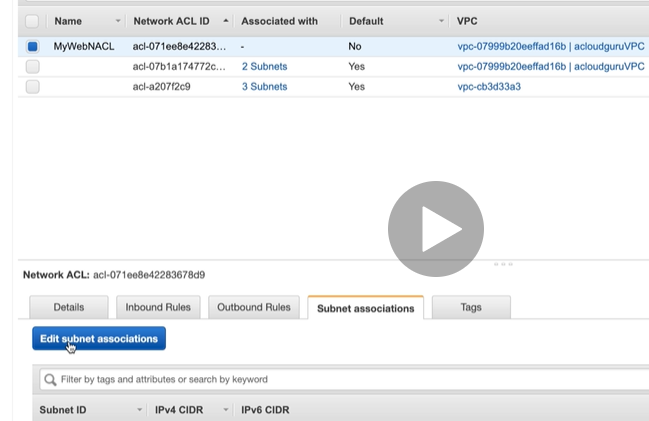 Name Network ACL ID Associated with Default VPC
MyWebNACL acl-071ee8e42283... - No vpc-07999b20eeffad16b | acloudguruVPC
acl-07b1a174772c... 2 Subnets Yes vpc-07999b20eeffad16b | acloudguruVPC
acl-a207f2c9 3 Subnets Yes vpc-cb3d33a3
Network ACL: acl-071ee8e42283678d9
Details Inbound Rules Outbound Rules Subnet associations Tags
Edit subnet associations
Filter by tags and attributes or search by keyword
Subnet ID IPv4 CIDR IPv6 CIDR